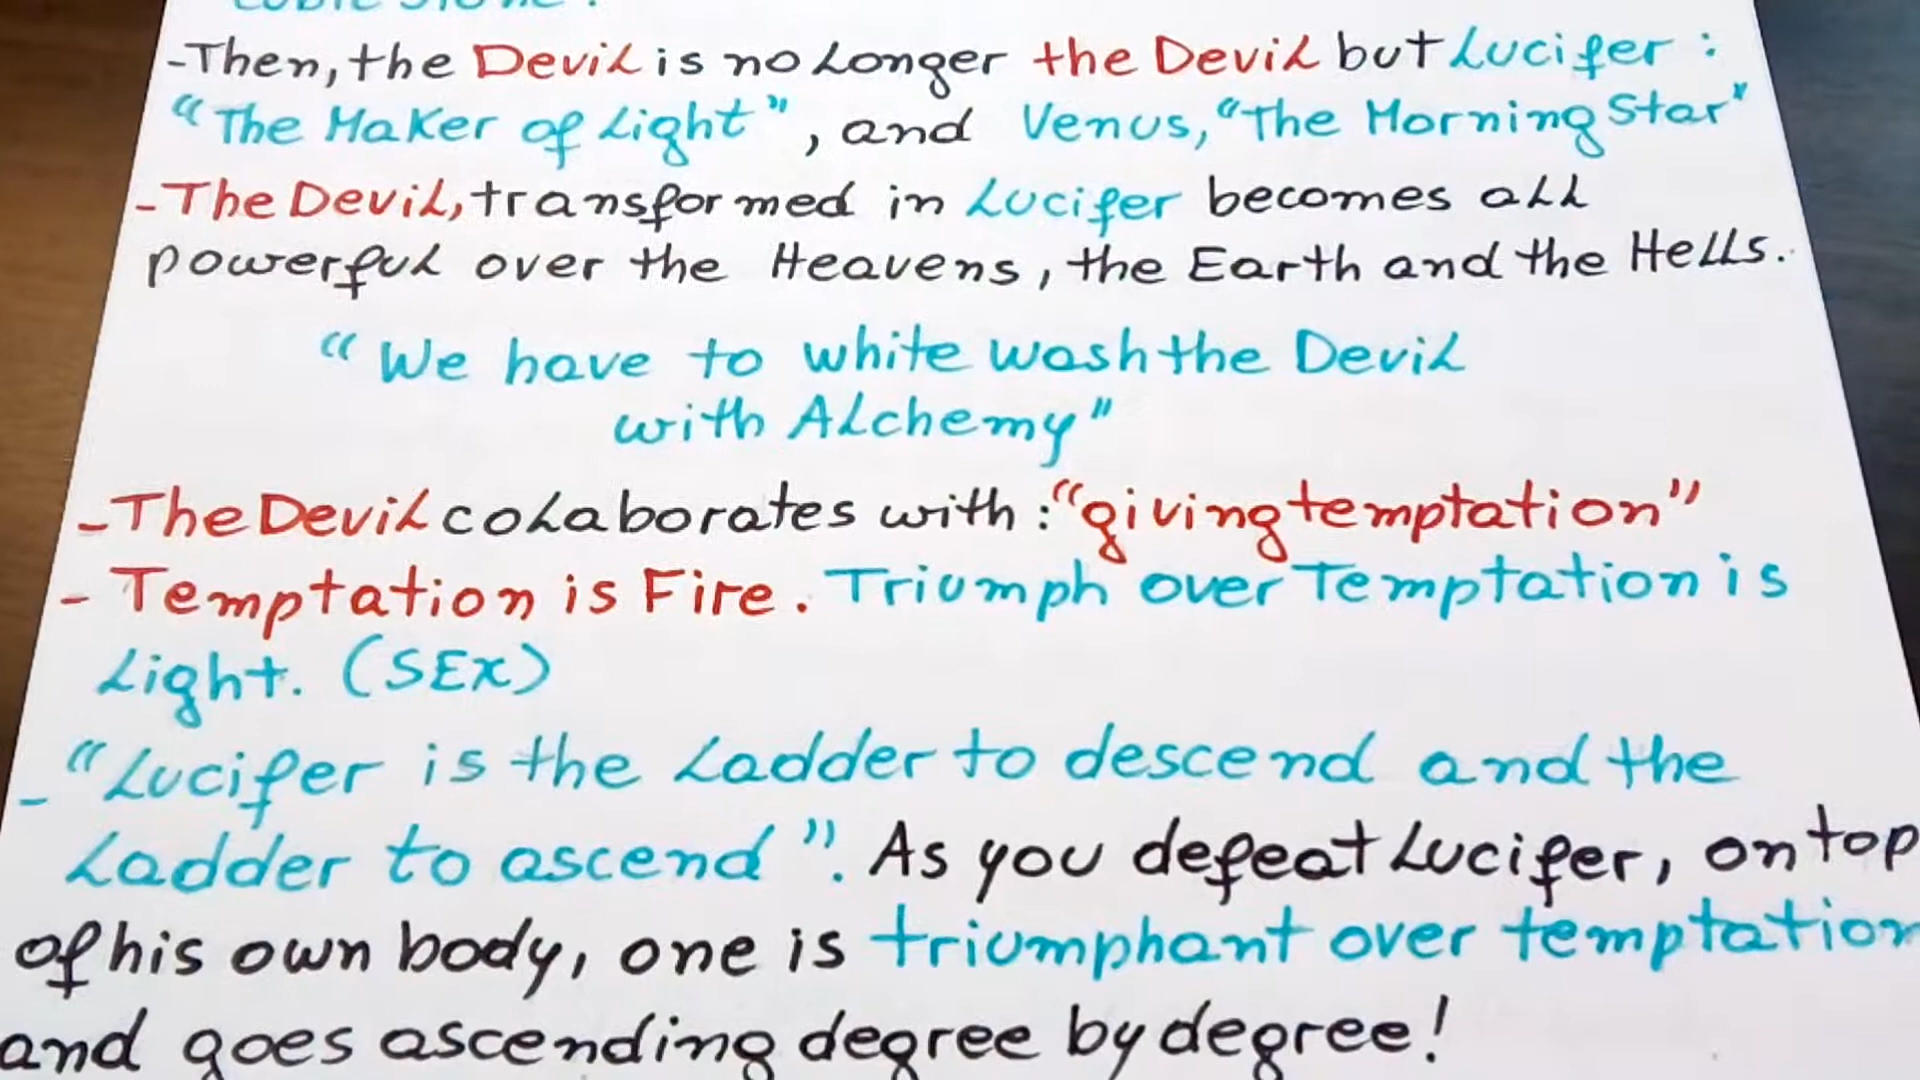 -Then, the Devil is no longer the Devil but Lucifer :
"The Maker of Light", and Venus, "The Morning Star"
-The Devil, transformed in Lucifer becomes all
powerful over the Heavens, the Earth and the Hells.
"We have to white wash the Devil
with Alchemy"
-The Devil colaborates with: "giving temptation"
- Temptation is Fire. Triumph over Temptation is
Light. (SEX)
-"Lucifer is the Ladder to descend and the
Ladder to ascend". As you defeat Lucifer, on top
of his own body, one is triumphant over temptation
and goes ascending degree by degree!